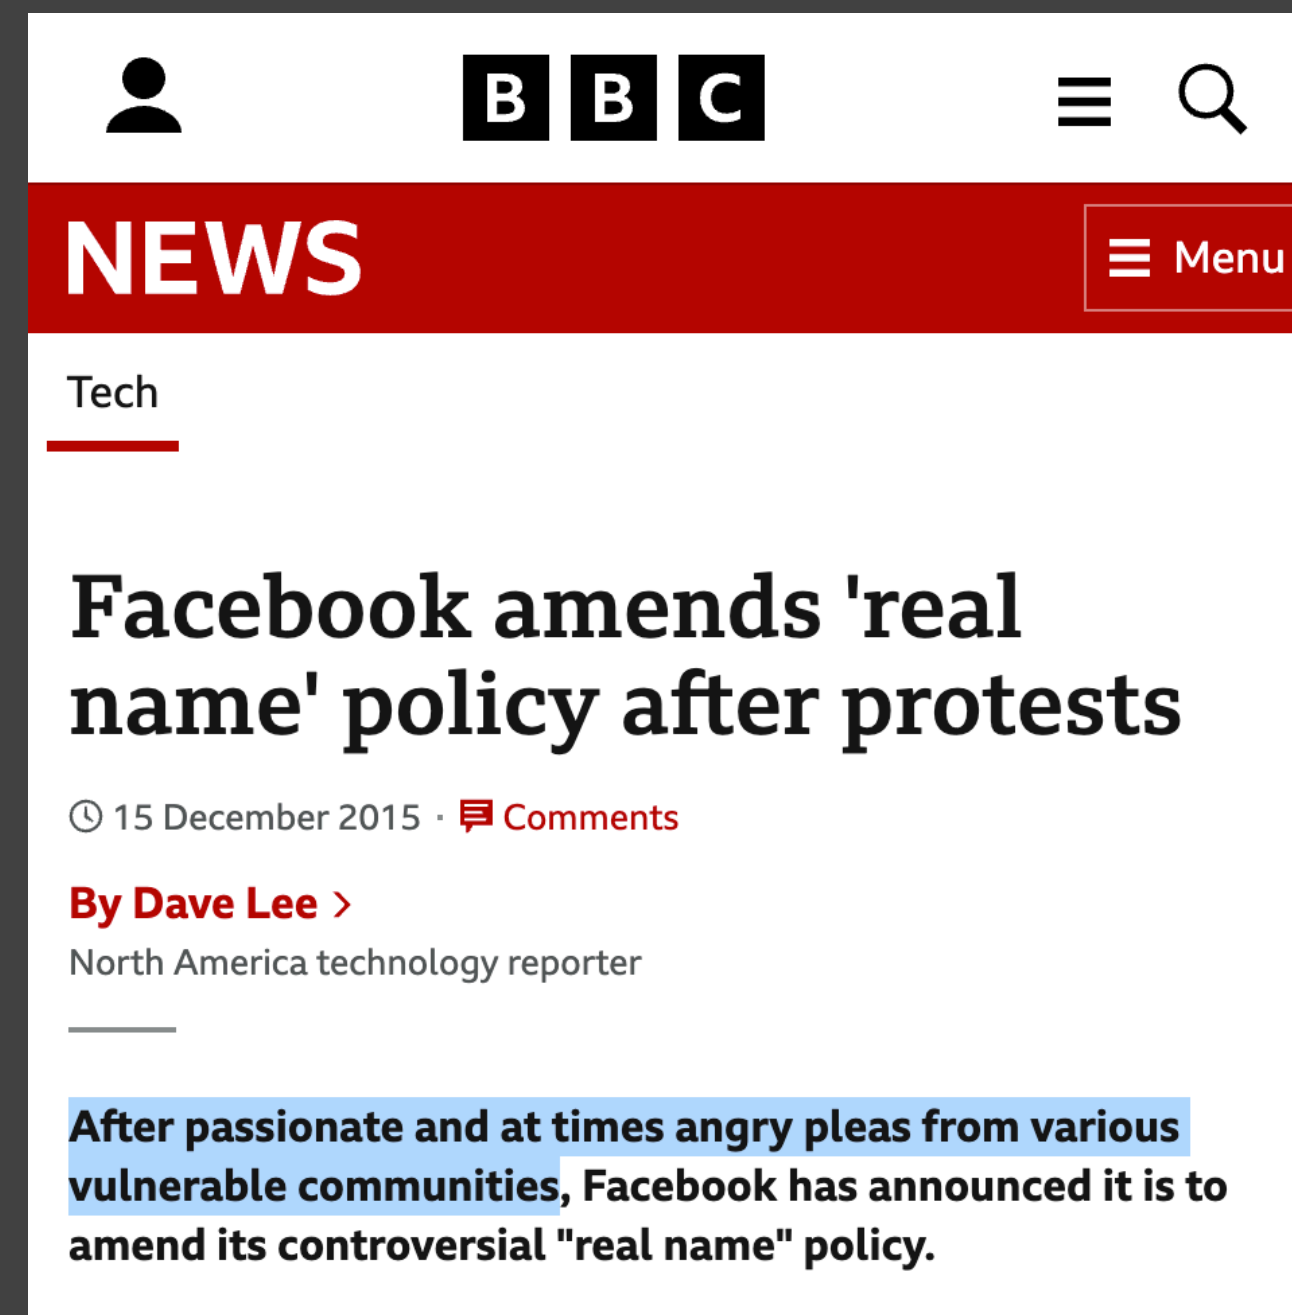 BBC
NEWS
Menu
Tech
Facebook amends 'real
name' policy after protests
15 December 2015 · Comments
By Dave Lee >
North America technology reporter
After passionate and at times angry pleas from various
vulnerable communities, Facebook has announced it is to
amend its controversial "real name" policy.